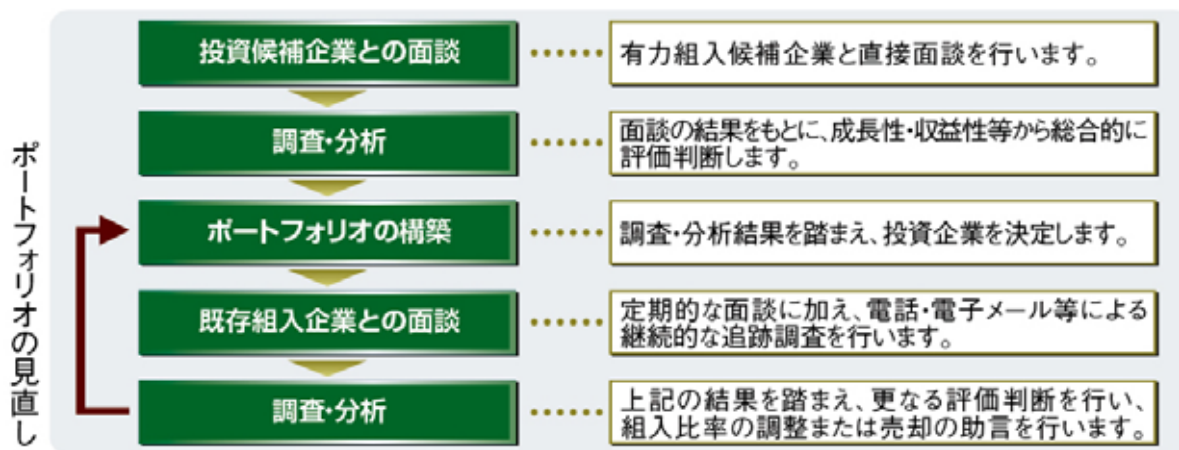 投資候補企業との面談
有力組入候補企業と直接面談を行います。
調査・分析
面談の結果をもとに、成長性・収益性等から総合的に
評価判断します。
ポートフォリオの構築
調査・分析結果を踏まえ、投資企業を決定します。
既存組入企業との面談
定期的な面談に加え、電話・電子メール等による
継続的な追跡調査を行います。
調査・分析
上記の結果を踏まえ、更なる評価判断を行い、
組入比率の調整または売却の助言を行います。
ポートフォリオの見直し